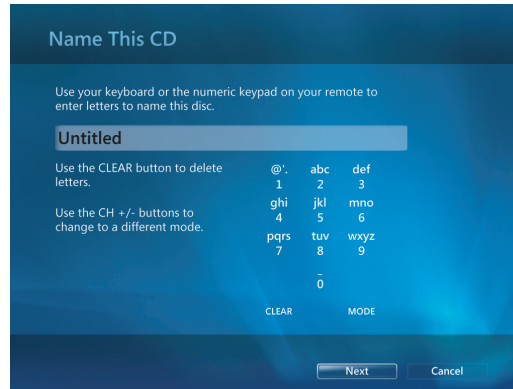 Name This CD
Use your keyboard or the numeric keypad on your remote to
enter letters to name this disc.
Untitled
Use the CLEAR button to delete
letters.
Use the CH +/- buttons to
change to a different mode.
@'. abc def
1 2 3
ghi jkl mno
4 5 6
pqrs tuv wxyz
7 8 9
_
0
CLEAR MODE
Next Cancel